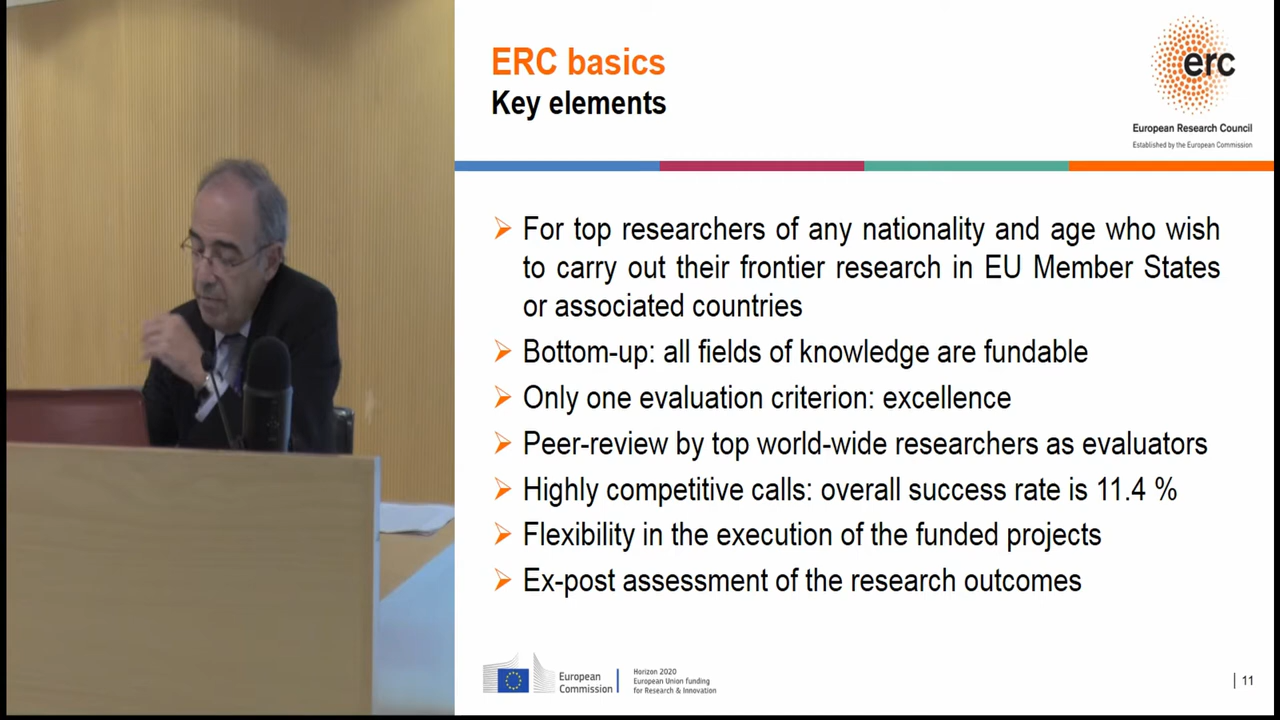 ERC basics
Key elements
erc
European Research Council
Established by the European Commission
For top researchers of any nationality and age who wish
to carry out their frontier research in EU Member States
or associated countries
Bottom-up: all fields of knowledge are fundable
Only one evaluation criterion: excellence
Peer-review by top world-wide researchers as evaluators
Highly competitive calls: overall success rate is 11.4 %
Flexibility in the execution of the funded projects
Ex-post assessment of the research outcomes
European
Commission
Horizon 2020
European Union funding
for Research & Innovation
11